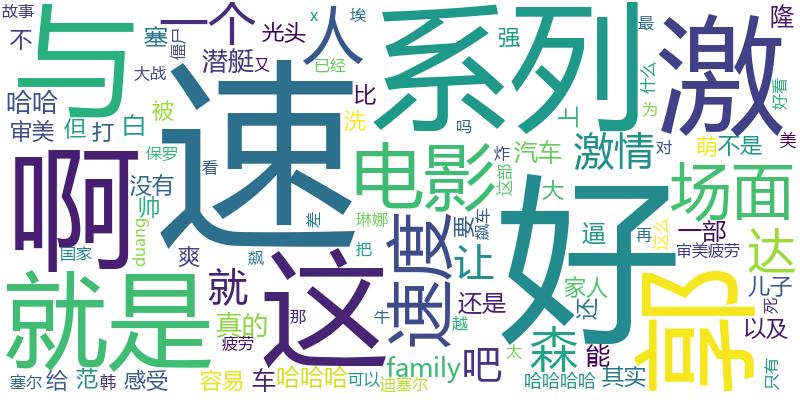 故事
不
与
一个
塞
僵尸
光头
人
x
埃
已经
系列
强
最
什么
为
激
隆
好看
美
大战
潜艇
又
哈哈
审美
但
打
白
被
比
洗
吗
丄
激情
对
萌
不是
啊
速
电影
炸
这部
汽车
场面
保罗
没有
帅
看
差
琳娜
速度
要
飙车
大
逼
再
这么
一部
审美疲劳
达
duang
国家
爽
飙
这
把
让
好
家人
还
郭
儿子
死
就是
就
真的
疲劳
那
牛
越
还是
太
森
能
以及
塞尔
给
范
韩
感受
容易
车
哈哈哈
可以
迪塞尔
family
吧
哈哈哈哈
其实
只有